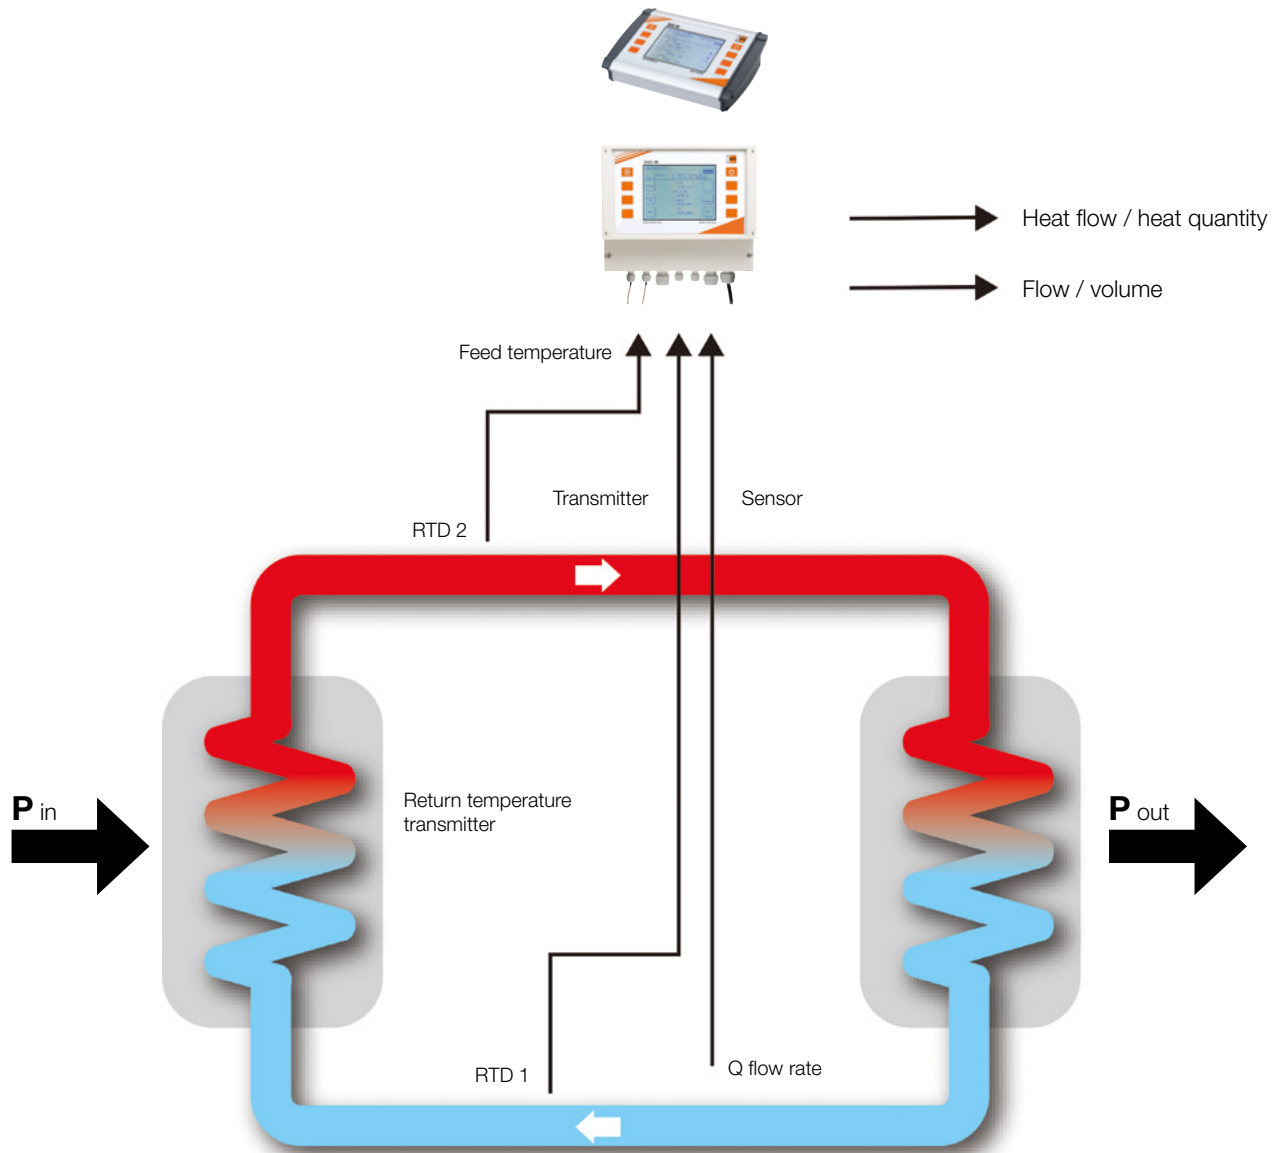 Heat flow / heat quantity
Flow / volume
Feed temperature
Transmitter
Sensor
RTD 2
P in
Return temperature
transmitter
P out
RTD 1
Q flow rate